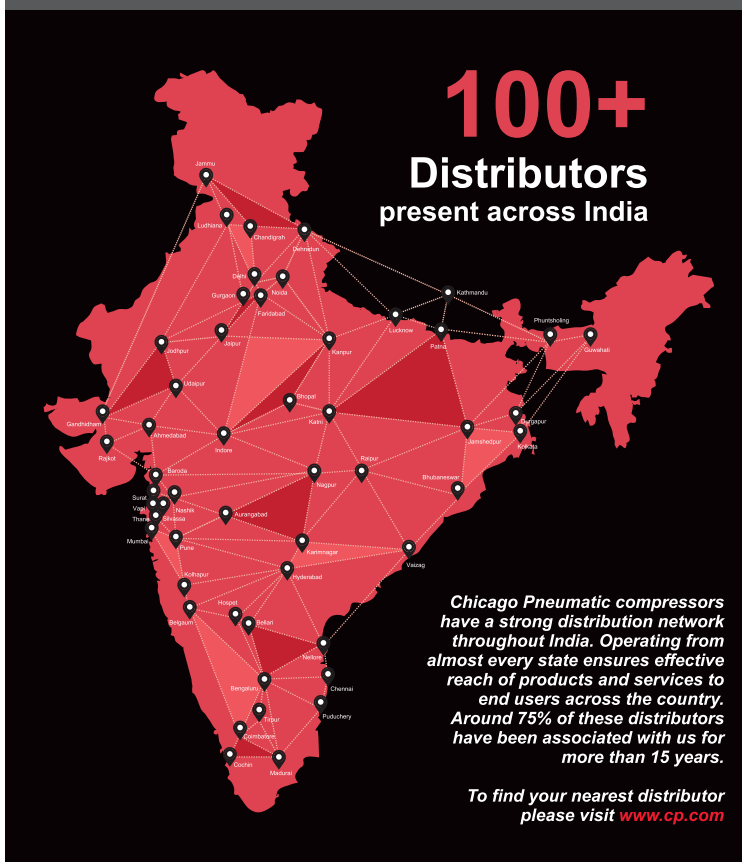 100+
Distributors
present across India
Jammu
Ludhiana
Chandigrah
Dehradun
Delhi
Noida
Gurgaon
Faridabad
Kathmandu
Phuntsholing
Lucknow
Patna
Guwahati
Jodhpur
Jaipur
Kanpur
Udaipur
Bhopal
Gandhidham
Katni
Durgapur
Ahmedabad
Jamshedpur
Kolkata
Indore
Rajkot
Raipur
Baroda
Nagpur
Bhubaneswar
Surat
Vapi
Nashik
Thane
Silvassa
Aurangabad
Mumbai
Pune
Karimnagar
Vaizag
Kolhapur
Hyderabad
Hospet
Belgaum
Bellari
Nellore
Bengaluru
Chennai
Tirpur
Puduchery
Coimbatore
Cochin
Madurai
Chicago Pneumatic compressors
have a strong distribution network
throughout India. Operating from
almost every state ensures effective
reach of products and services to
end users across the country.
Around 75% of these distributors
have been associated with us for
more than 15 years.
To find your nearest distributor
please visit www.cp.com